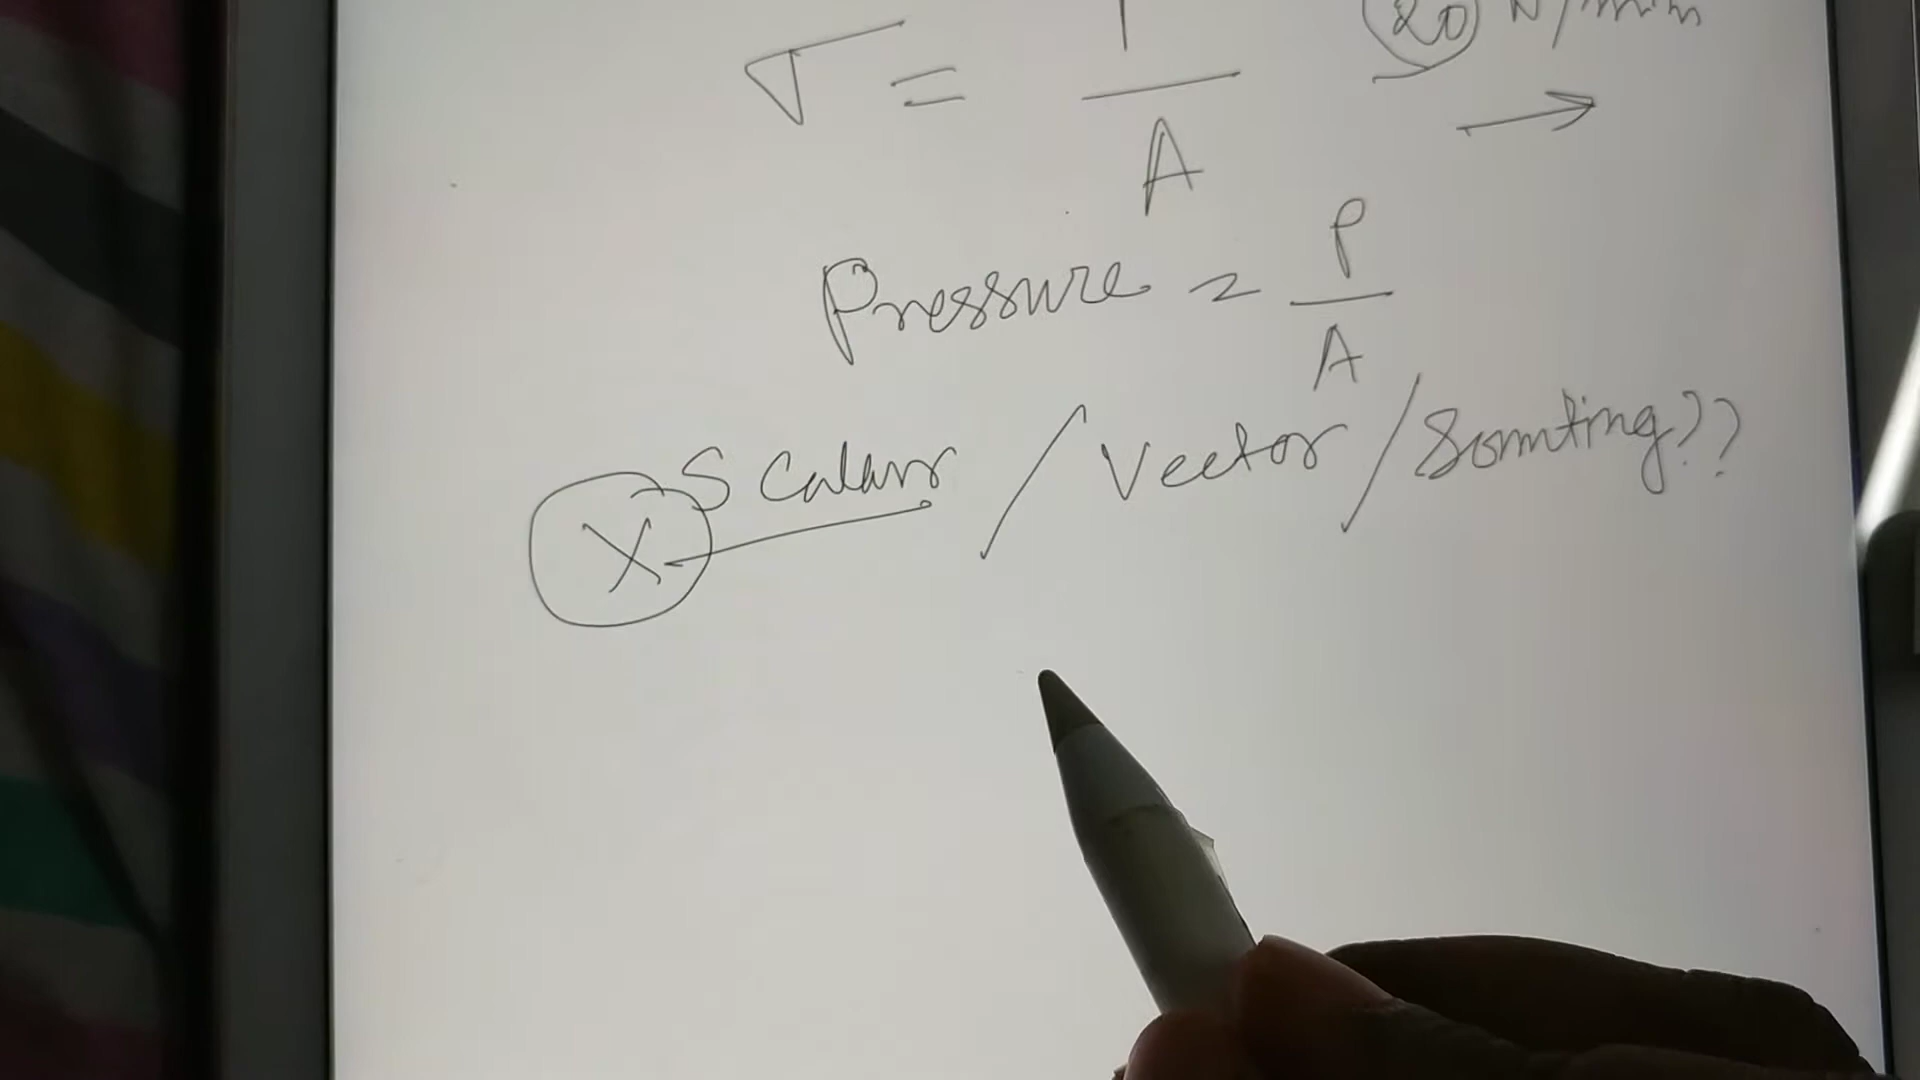 σ = P/A 20 N/mm
Pressure = P/A
Scalar / Vector / Somting??
X